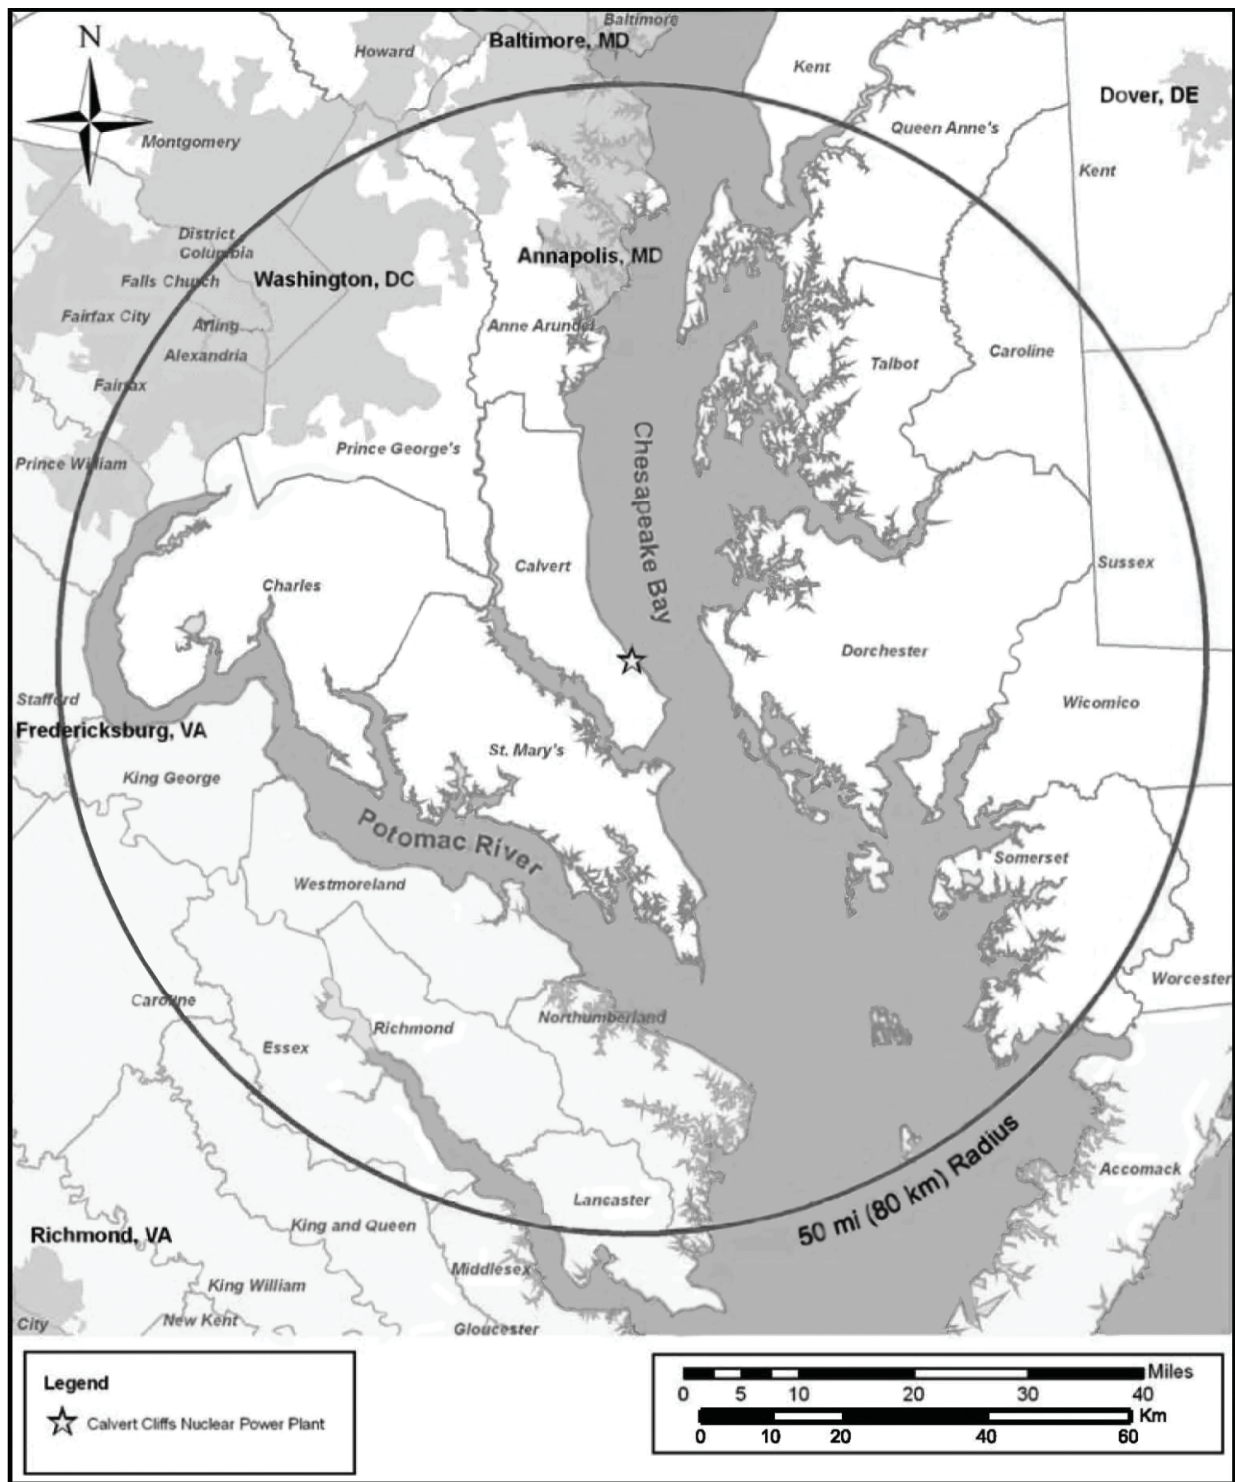 Baltimore
N
Howard
Baltimore, MD
Kent
Dover, DE
Queen Anne's
Montgomery
Kent
District
Columbia
Annapolis, MD
Washington, DC
Falls Church
Fairfax City
Arling
Anne Arundel
Alexandria
Caroline
Talbot
Fairfax
Prince George's
Prince William
Chesapeake Bay
Calvert
Sussex
Charles
Dorchester
Stafford
Wicomico
Fredericksburg, VA
St. Mary's
King George
Potomac River
Somerset
Westmoreland
Worcester
Caroline
Northumberland
Richmond
Essex
50 mi (80 km) Radius
Accomack
Lancaster
King and Queen
Richmond, VA
Middlesex
King William
New Kent
City
Gloucester
Legend
Calvert Cliffs Nuclear Power Plant
Miles
0 5 10 20 30 40
Km
0 10 20 40 60